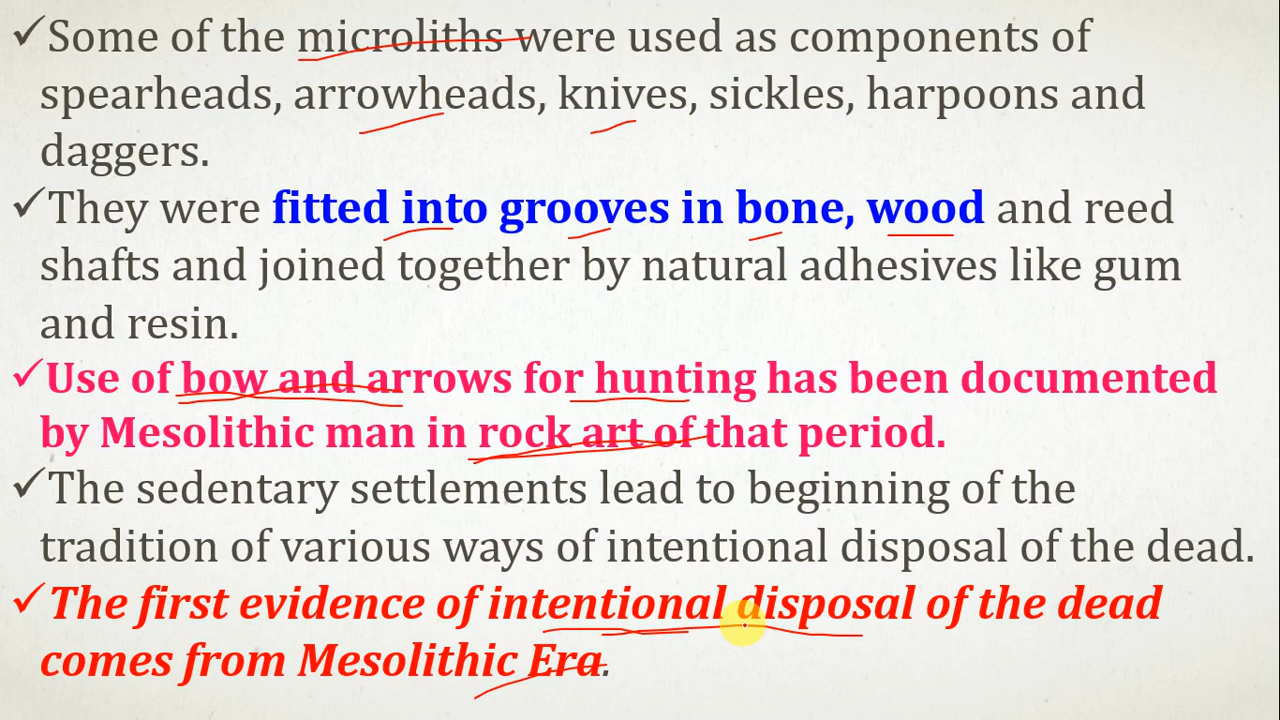 ✓Some of the microliths were used as components of
spearheads, arrowheads, knives, sickles, harpoons and
daggers.
✓They were fitted into grooves in bone, wood and reed
shafts and joined together by natural adhesives like gum
and resin.
✓Use of bow and arrows for hunting has been documented
by Mesolithic man in rock art of that period.
✓The sedentary settlements lead to beginning of the
tradition of various ways of intentional disposal of the dead.
✓The first evidence of intentional disposal of the dead
comes from Mesolithic Era.